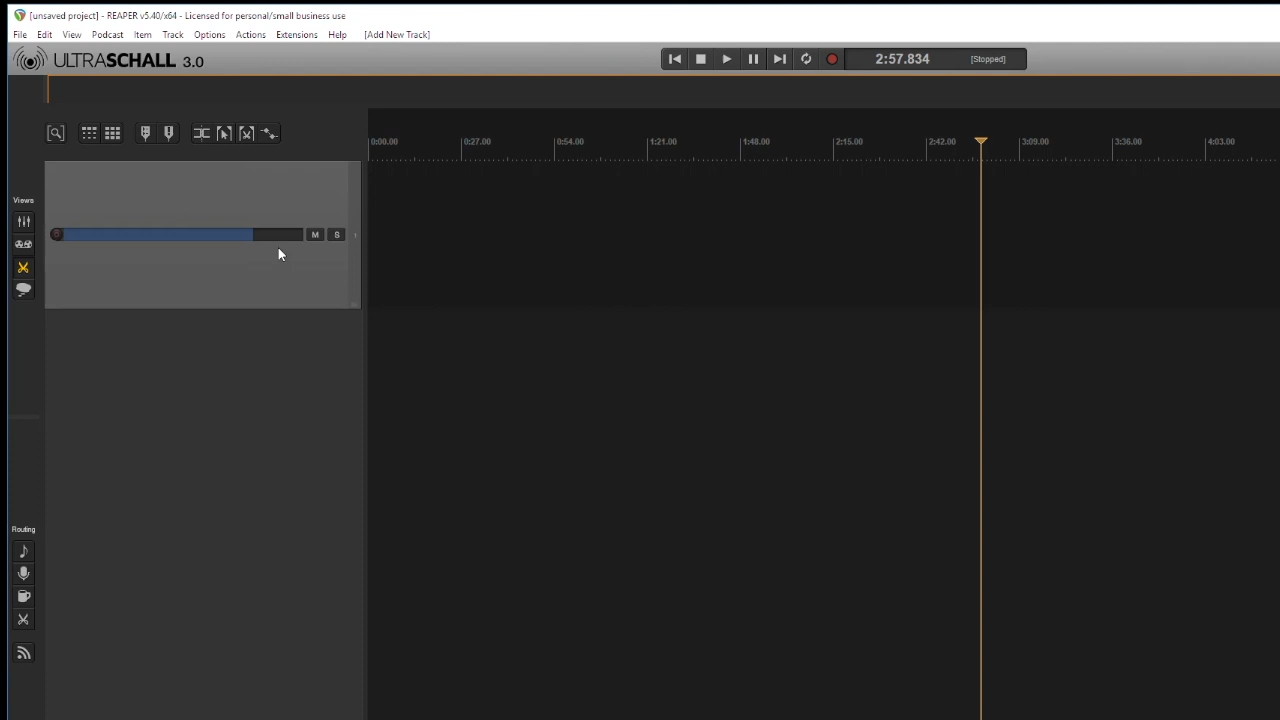 [unsaved project] - REAPER v5.40/x64 - Licensed for personal/small business use
File Edit View Podcast Item Track Options Actions Extensions Help [Add New Track]
ULTRASCHALL 3.0
2:57.834 [Stopped]
0:00.00 0:27.00 0:54.00 1:21.00 1:48.00 2:15.00 2:42.00 3:09.00 3:36.00 4:03.00
Views
M S 1
Routing